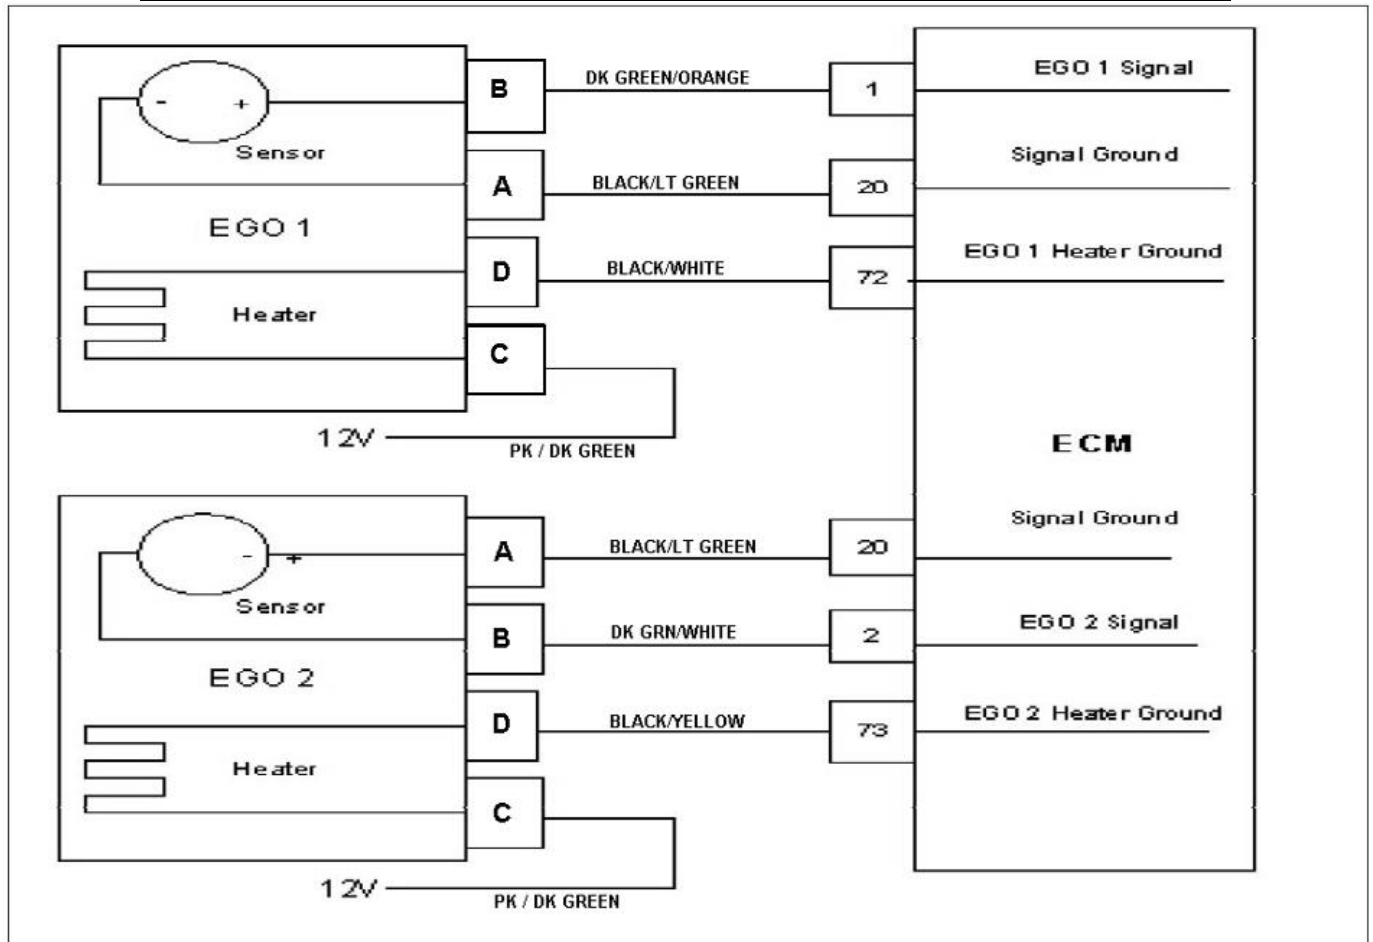 B
DK GREEN/ORANGE
1
EGO 1 Signal
- +
Sensor
A
BLACK/LT GREEN
20
Signal Ground
EGO 1
D
BLACK/WHITE
72
EGO 1 Heater Ground
Heater
C
12V
PK / DK GREEN
ECM
A
BLACK/LT GREEN
20
Signal Ground
- +
Sensor
B
DK GRN/WHITE
2
EGO 2 Signal
EGO 2
D
BLACK/YELLOW
73
EGO 2 Heater Ground
Heater
C
12V
PK / DK GREEN